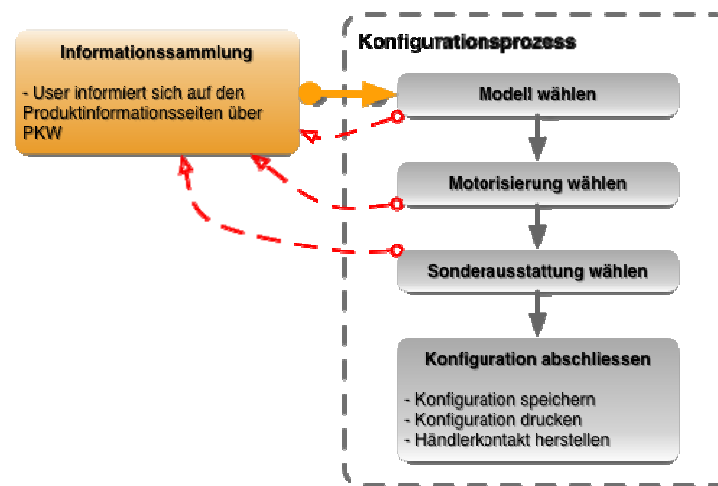 Informationssammlung
- User informiert sich auf den
Produktinformationsseiten über
PKW
Konfigurationsprozess
Modell wählen
Motorisierung wählen
Sonderausstattung wählen
Konfiguration abschliessen
- Konfiguration speichern
- Konfiguration drucken
- Händlerkontakt herstellen